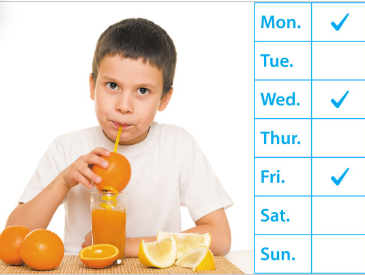 Mon. ✓
Tue.
Wed. ✓
Thur.
Fri. ✓
Sat.
Sun.